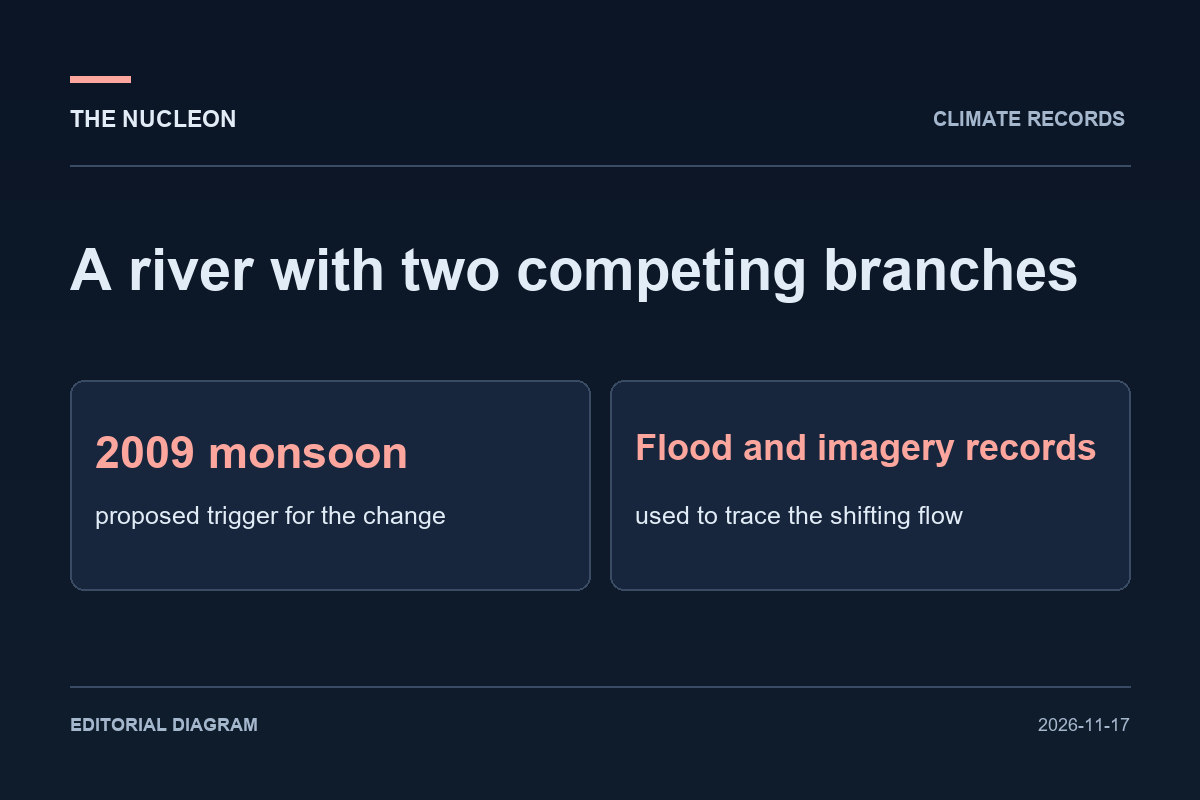 THE NUCLEON
CLIMATE RECORDS
A river with two competing branches
2009 monsoon
proposed trigger for the change
Flood and imagery records
used to trace the shifting flow
EDITORIAL DIAGRAM
2026-11-17